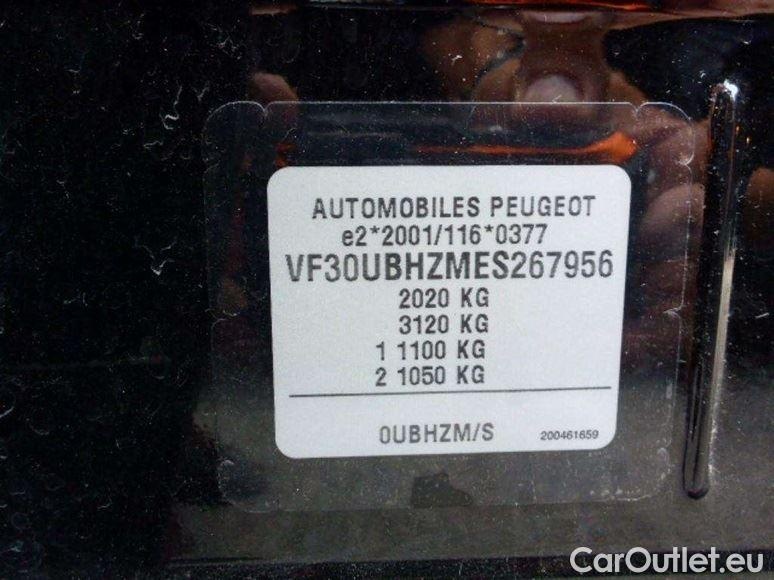 AUTOMOBILES PEUGEOT
e2*2001/116*0377
VF30UBHZMES267956
2020 KG
3120 KG
1 1100 KG
2 1050 KG
0UBHZM/S 200461659
CarOutlet.eu